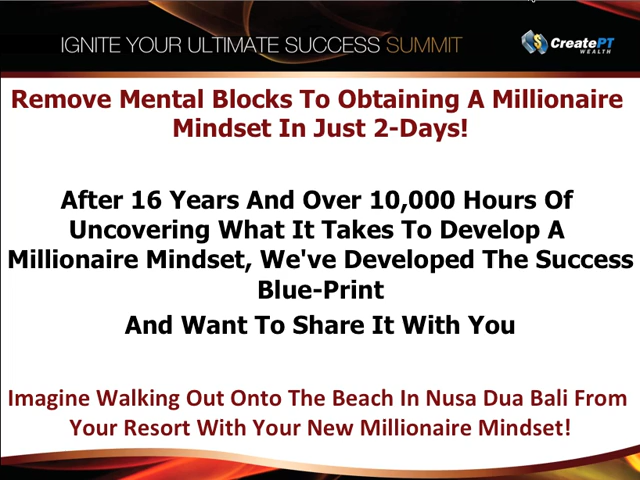 IGNITE YOUR ULTIMATE SUCCESS SUMMIT
CreatePT
WEALTH
Remove Mental Blocks To Obtaining A Millionaire
Mindset In Just 2-Days!
After 16 Years And Over 10,000 Hours Of
Uncovering What It Takes To Develop A
Millionaire Mindset, We've Developed The Success
Blue-Print
And Want To Share It With You
Imagine Walking Out Onto The Beach In Nusa Dua Bali From
Your Resort With Your New Millionaire Mindset!